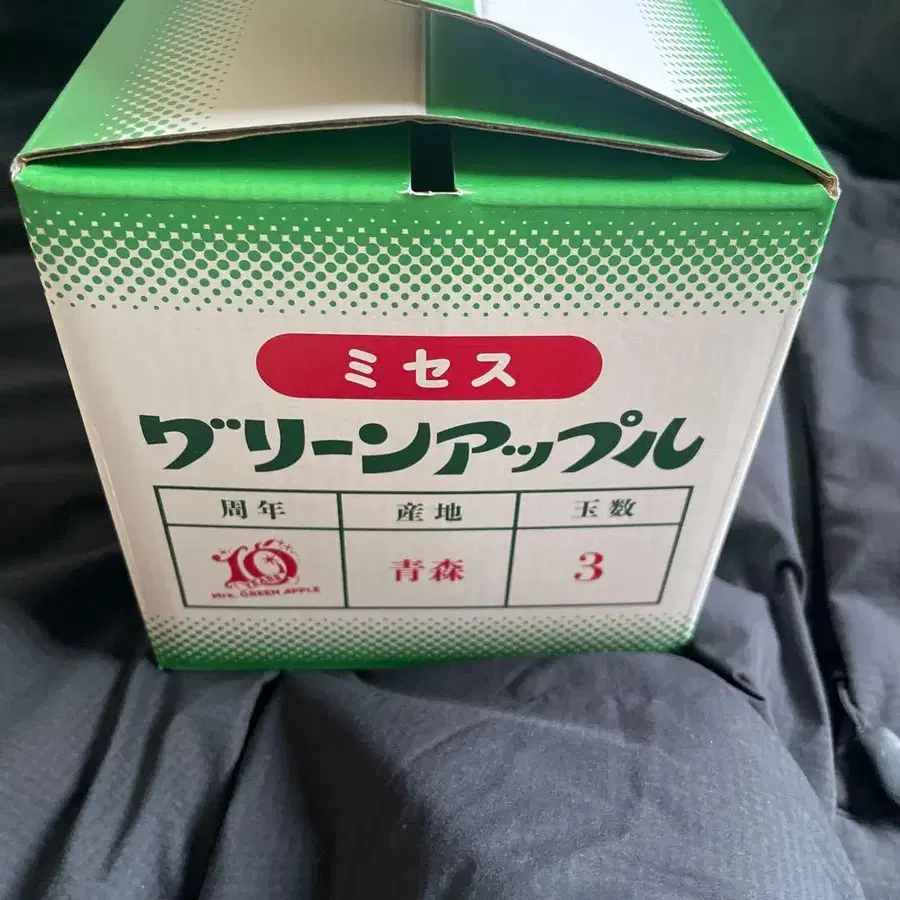 ミセス
グリーンアップル
周年 産地 玉数
10 青森 3
YEARS
Mrs. GREEN APPLE